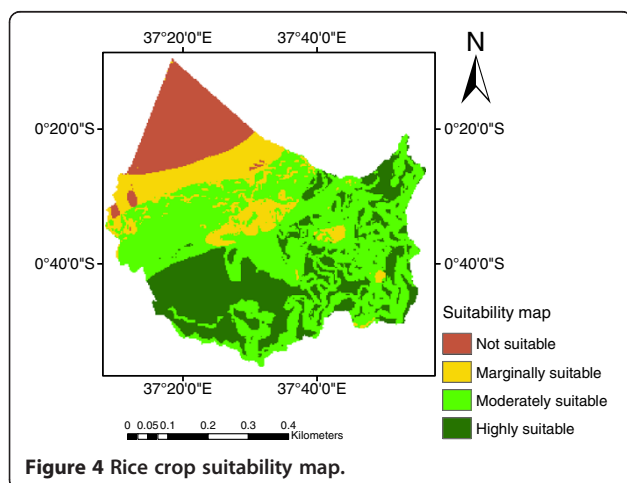 37°20'0"E 37°40'0"E
N
0°20'0"S 0°20'0"S
0°40'0"S 0°40'0"S
Suitability map
Not suitable
Marginally suitable
Moderately suitable
Highly suitable
37°20'0"E 37°40'0"E
0 0.05 0.1 0.2 0.3 0.4
Kilometers
Figure 4 Rice crop suitability map.